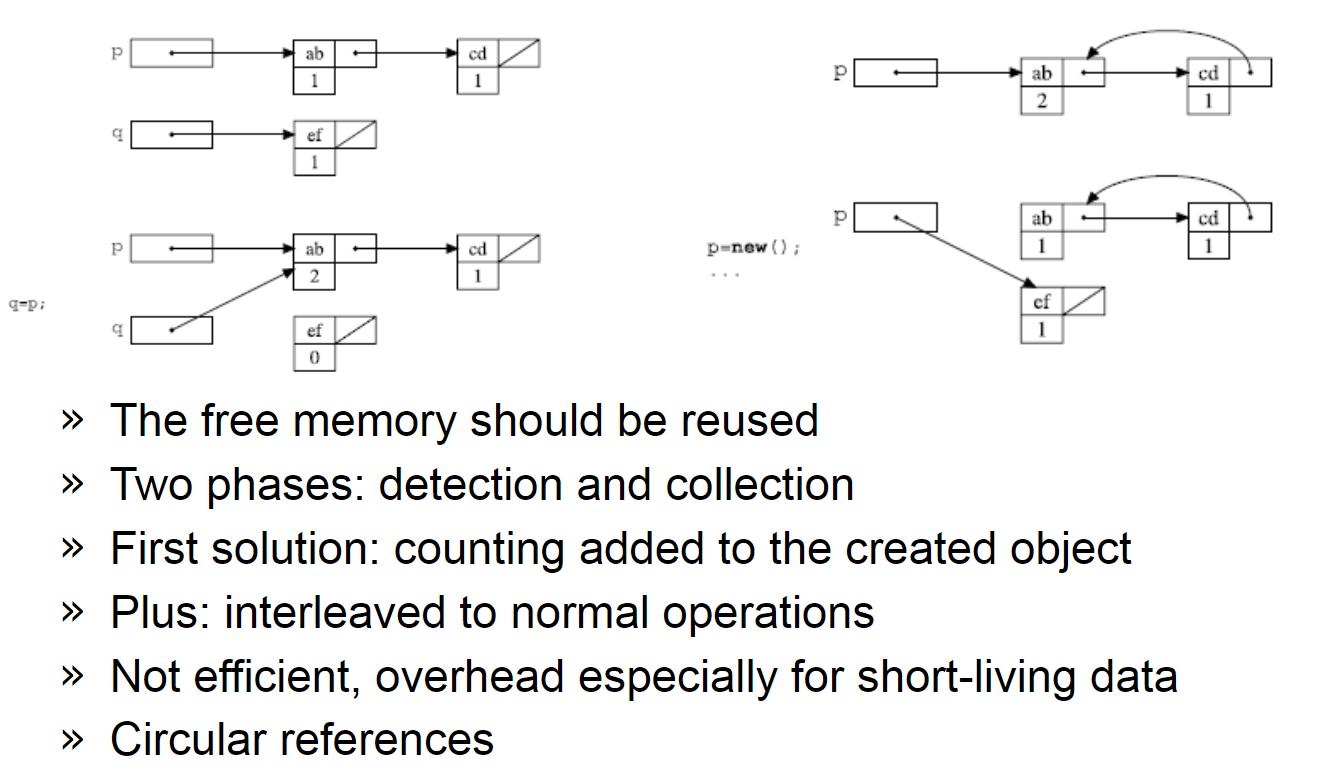 p ab cd
1 1
q ef
1
p ab cd
2 1
q=p;
q ef
0
p ab cd
2 1
p ab cd
1 1
p=new();
...
ef
1
» The free memory should be reused
» Two phases: detection and collection
» First solution: counting added to the created object
» Plus: interleaved to normal operations
» Not efficient, overhead especially for short-living data
» Circular references